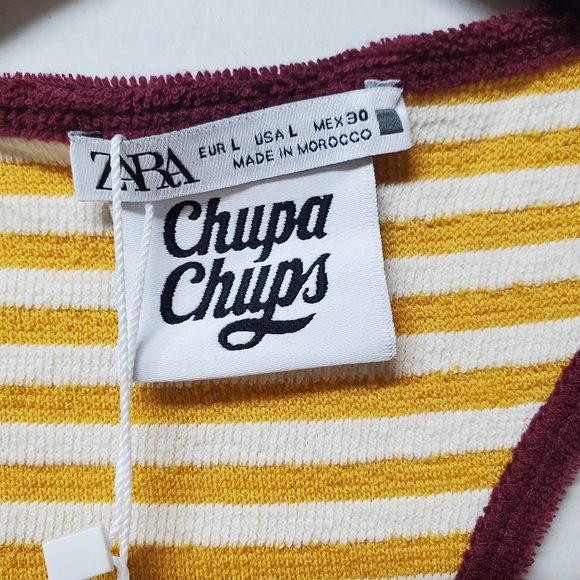 ZARA EUR L USA L MEX 30
MADE IN MOROCCO
Chupa
Chups